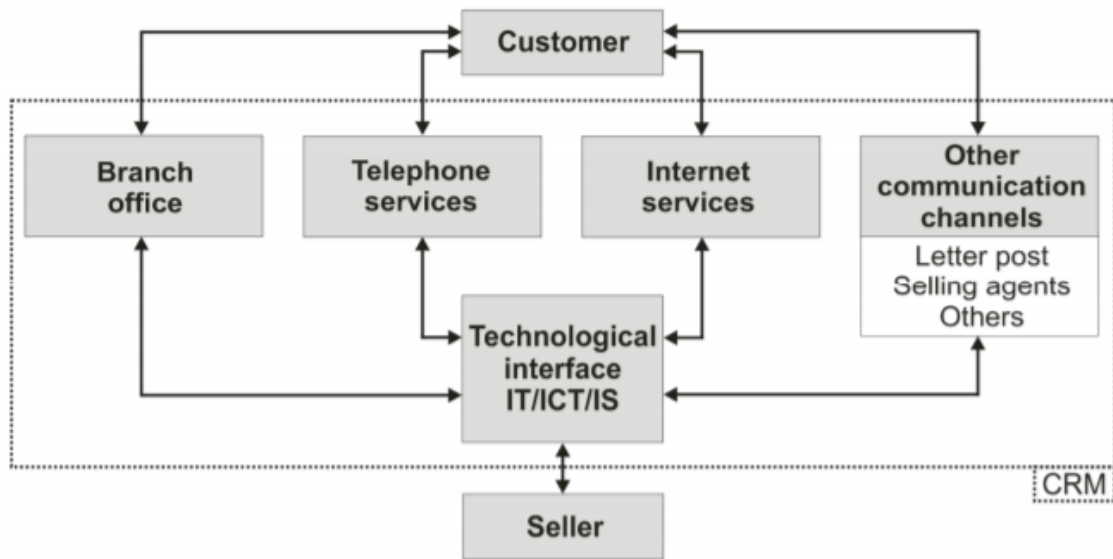 Customer
Branch
office
Telephone
services
Internet
services
Other
communication
channels
Letter post
Selling agents
Others
Technological
interface
IT/ICT/IS
CRM
Seller